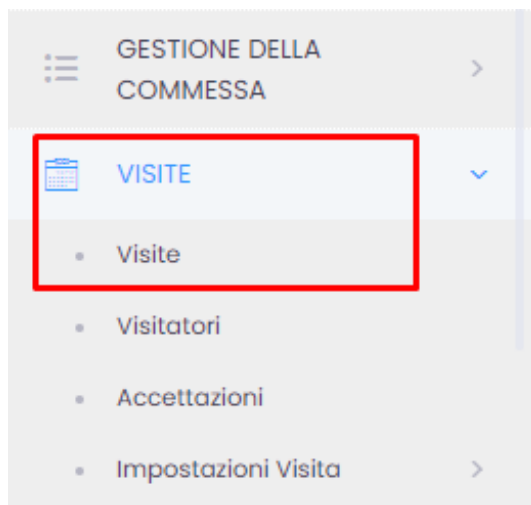 GESTIONE DELLA
COMMESSA
VISITE
Visite
Visitatori
Accettazioni
Impostazioni Visita